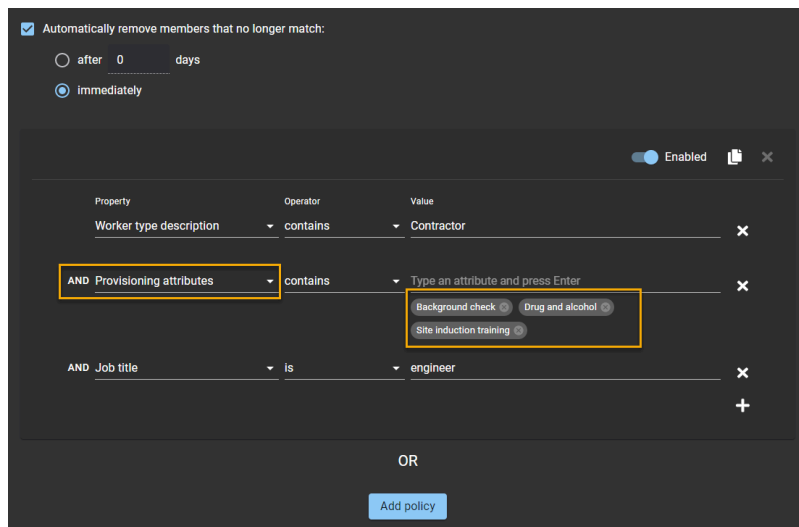 Automatically remove members that no longer match:
after 0 days
immediately
Enabled
Property Operator Value
Worker type description contains Contractor
AND Provisioning attributes contains Type an attribute and press Enter
Background check Drug and alcohol
Site induction training
AND Job title is engineer
OR
Add policy